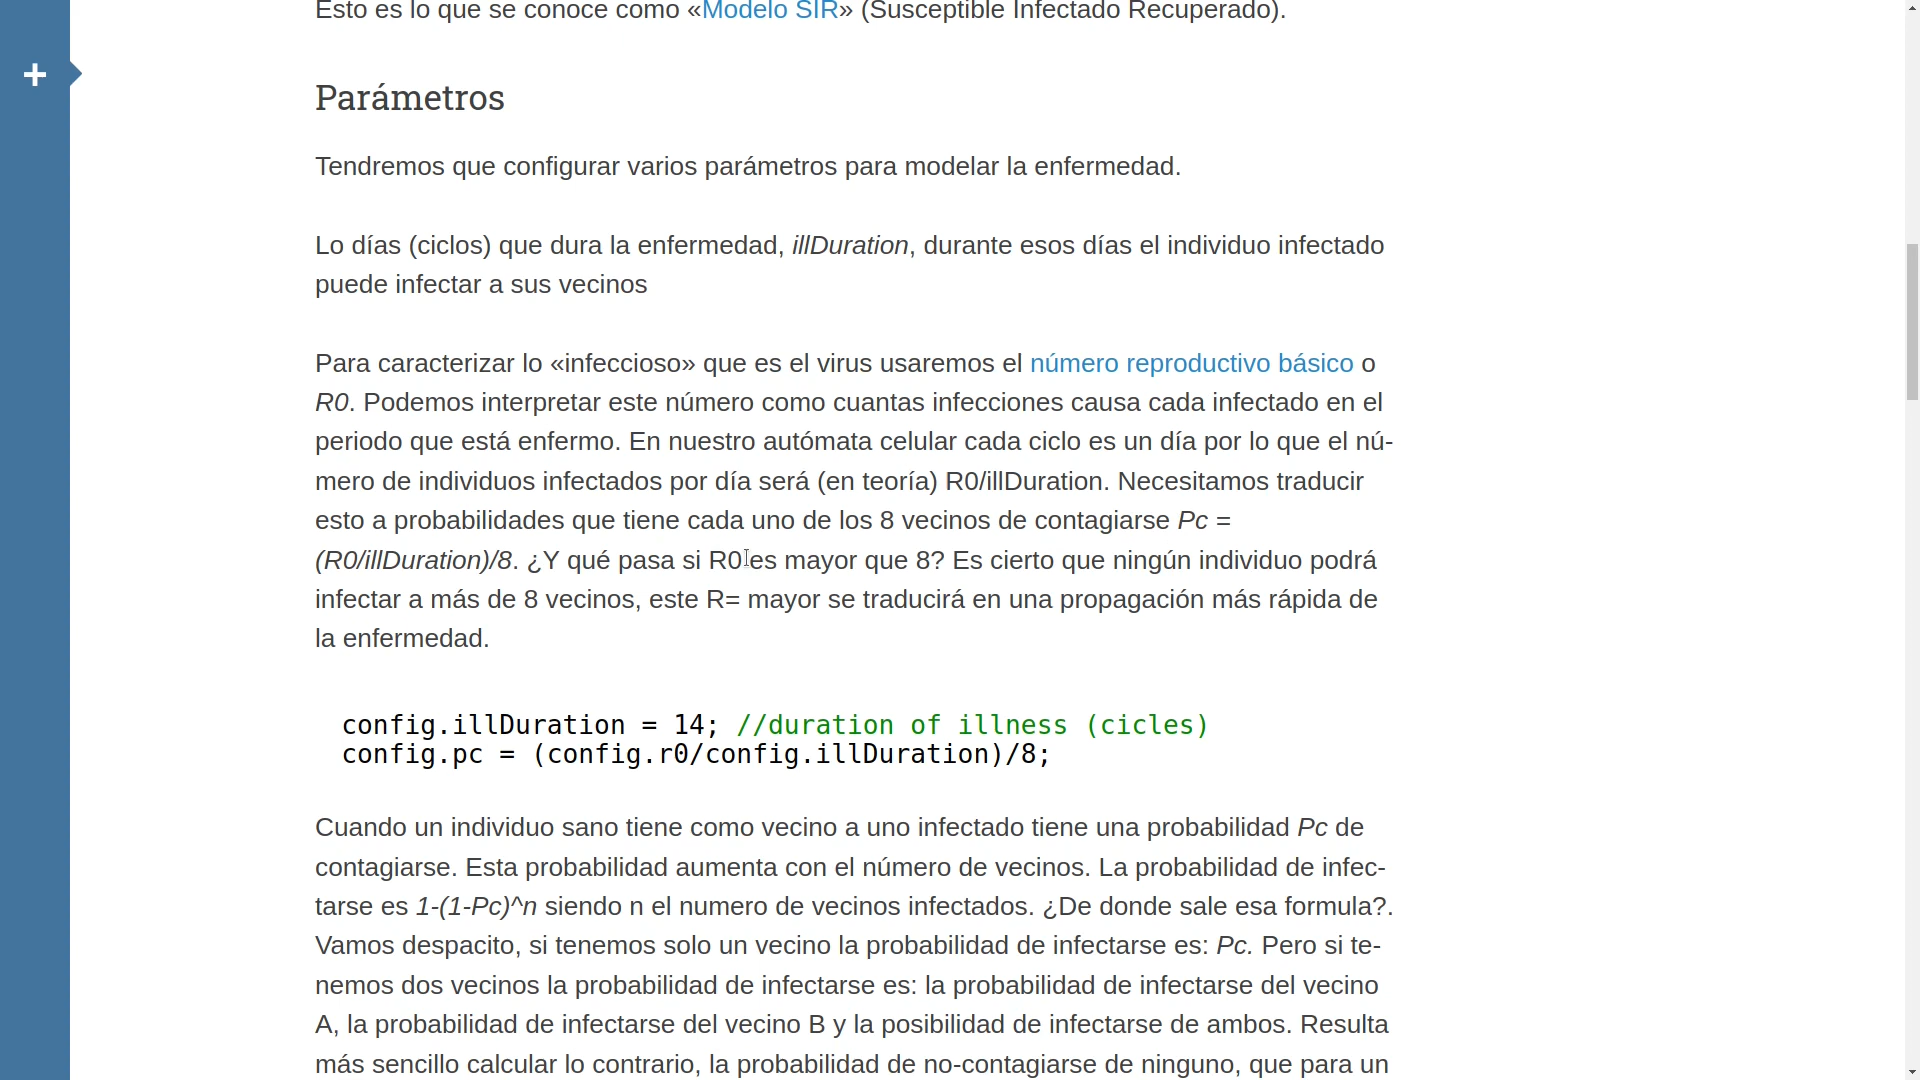 Esto es lo que se conoce como «Modelo SIR» (Susceptible Infectado Recuperado).
+
Parámetros
Tendremos que configurar varios parámetros para modelar la enfermedad.
Lo días (ciclos) que dura la enfermedad, illDuration, durante esos días el individuo infectado
puede infectar a sus vecinos
Para caracterizar lo «infeccioso» que es el virus usaremos el número reproductivo básico o
R0. Podemos interpretar este número como cuantas infecciones causa cada infectado en el
periodo que está enfermo. En nuestro autómata celular cada ciclo es un día por lo que el nú-
mero de individuos infectados por día será (en teoría) R0/illDuration. Necesitamos traducir
esto a probabilidades que tiene cada uno de los 8 vecinos de contagiarse Pc =
(R0/illDuration)/8. ¿Y qué pasa si R0 es mayor que 8? Es cierto que ningún individuo podrá
infectar a más de 8 vecinos, este R= mayor se traducirá en una propagación más rápida de
la enfermedad.
config.illDuration = 14; //duration of illness (cicles)
config.pc = (config.r0/config.illDuration)/8;
Cuando un individuo sano tiene como vecino a uno infectado tiene una probabilidad Pc de
contagiarse. Esta probabilidad aumenta con el número de vecinos. La probabilidad de infec-
tarse es 1-(1-Pc)^n siendo n el numero de vecinos infectados. ¿De donde sale esa formula?.
Vamos despacito, si tenemos solo un vecino la probabilidad de infectarse es: Pc. Pero si te-
nemos dos vecinos la probabilidad de infectarse es: la probabilidad de infectarse del vecino
A, la probabilidad de infectarse del vecino B y la posibilidad de infectarse de ambos. Resulta
más sencillo calcular lo contrario, la probabilidad de no-contagiarse de ninguno, que para un